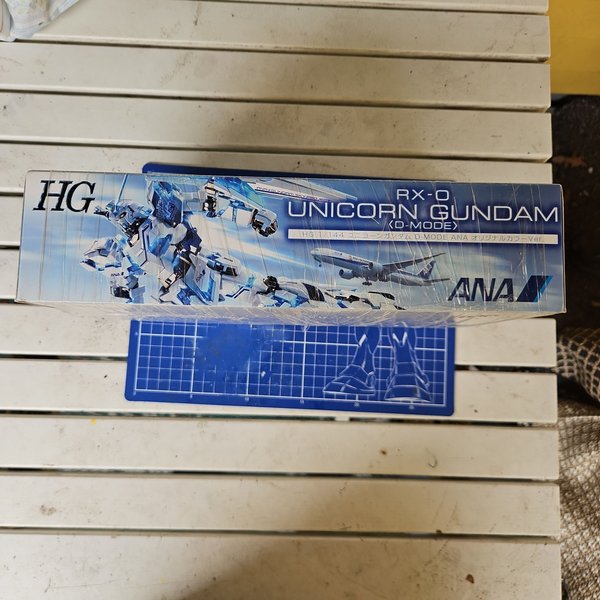 HG
RX-0
UNICORN GUNDAM
〈D-MODE〉
HG 1/144 ユニコーンガンダム D-MODE ANA オリジナルカラーVer.
ANA